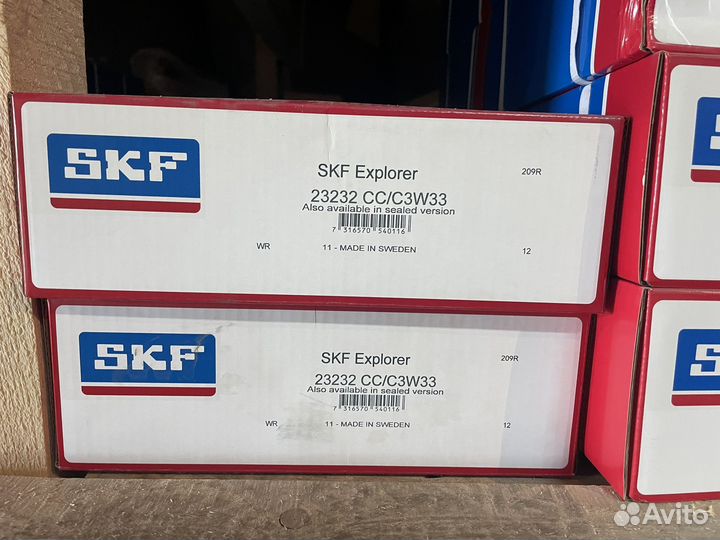 SKF
SKF Explorer
209R
23232 CC/C3W33
Also available in sealed version
7 316570 540116
WR
11 - MADE IN SWEDEN
12
SKF
SKF Explorer
209R
23232 CC/C3W33
Also available in sealed version
7 316570 540116
WR
11 - MADE IN SWEDEN
12
Avito